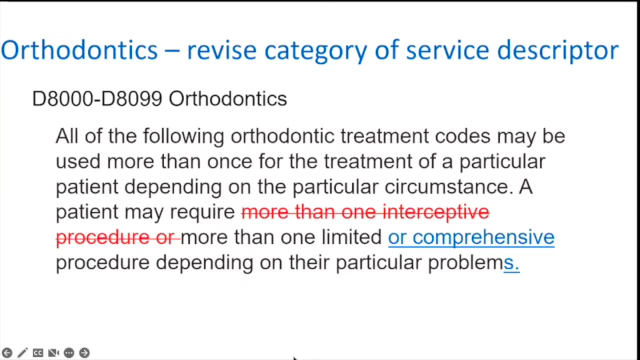 Orthodontics – revise category of service descriptor
D8000-D8099 Orthodontics
All of the following orthodontic treatment codes may be
used more than once for the treatment of a particular
patient depending on the particular circumstance. A
patient may require more than one interceptive
procedure or more than one limited or comprehensive
procedure depending on their particular problems.